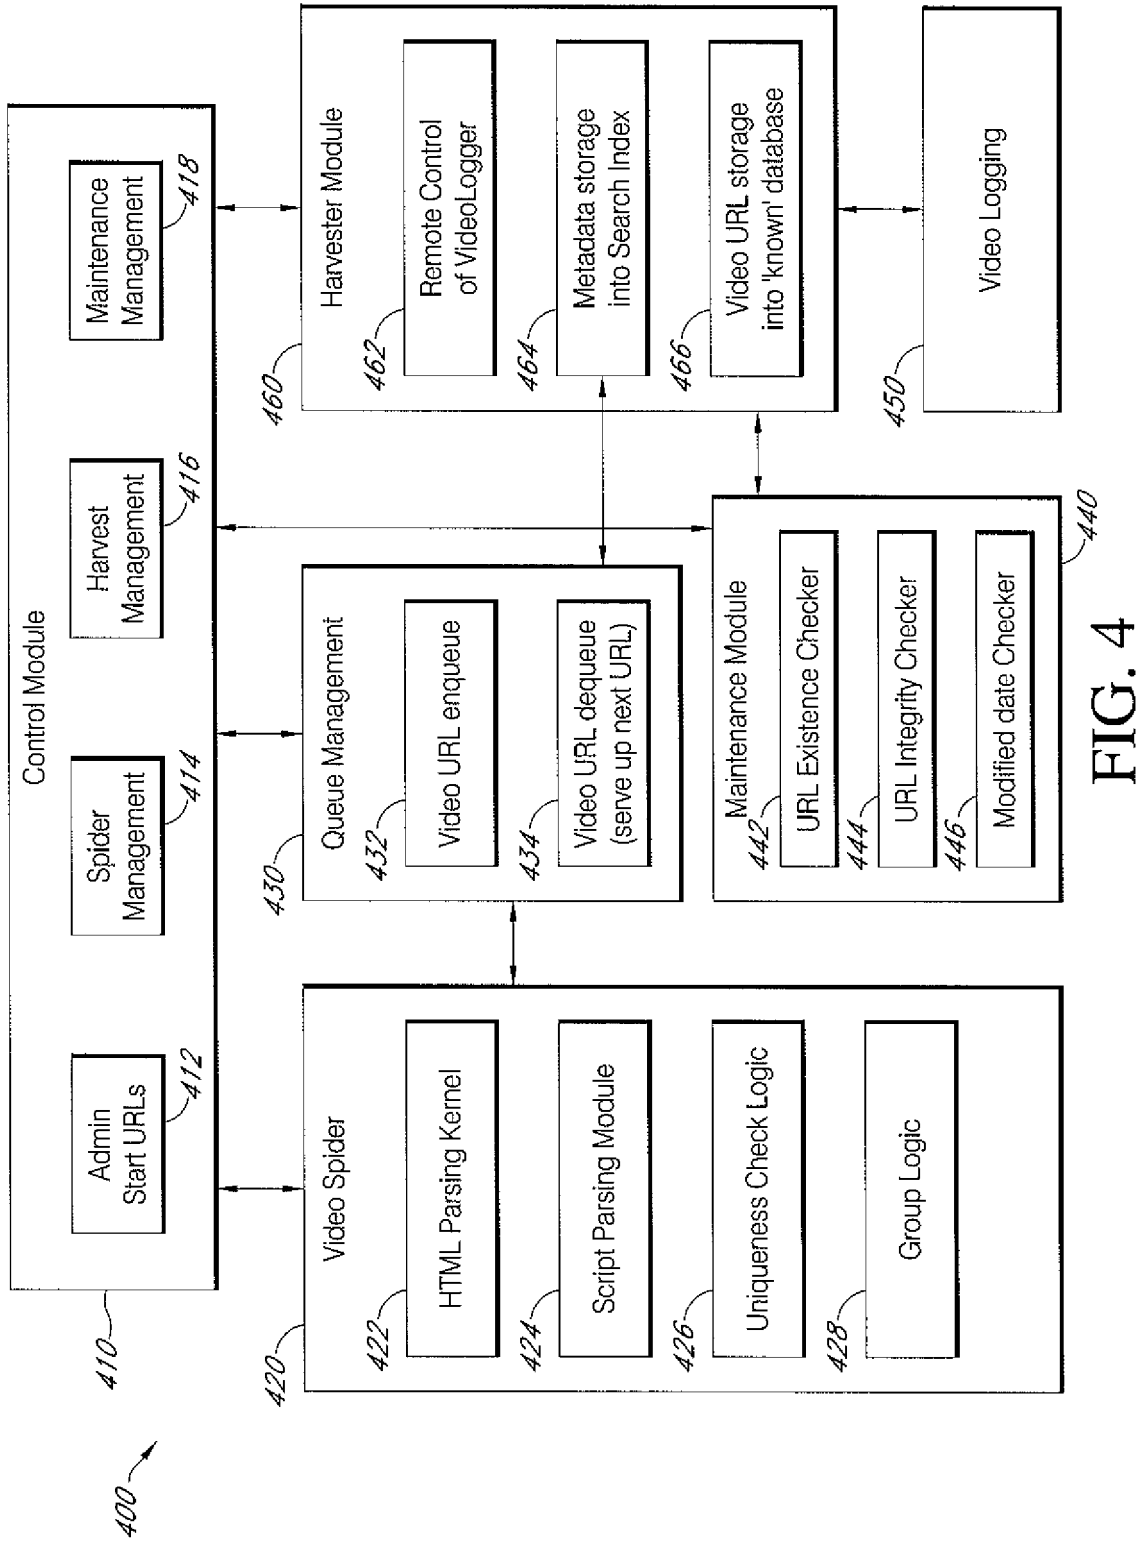 400
410
Control Module
Admin
Start URLs
412
Spider
Management
414
Harvest
Management
416
Maintenance
Management
418
420
Video Spider
422
HTML Parsing Kernel
424
Script Parsing Module
426
Uniqueness Check Logic
428
Group Logic
430
Queue Management
432
Video URL enqueue
434
Video URL dequeue
(serve up next URL)
Maintenance Module
442
URL Existence Checker
444
URL Integrity Checker
446
Modified date Checker
440
460
Harvester Module
462
Remote Control
of VideoLogger
464
Metadata storage
into Search Index
466
Video URL storage
into 'known' database
450
Video Logging
FIG. 4